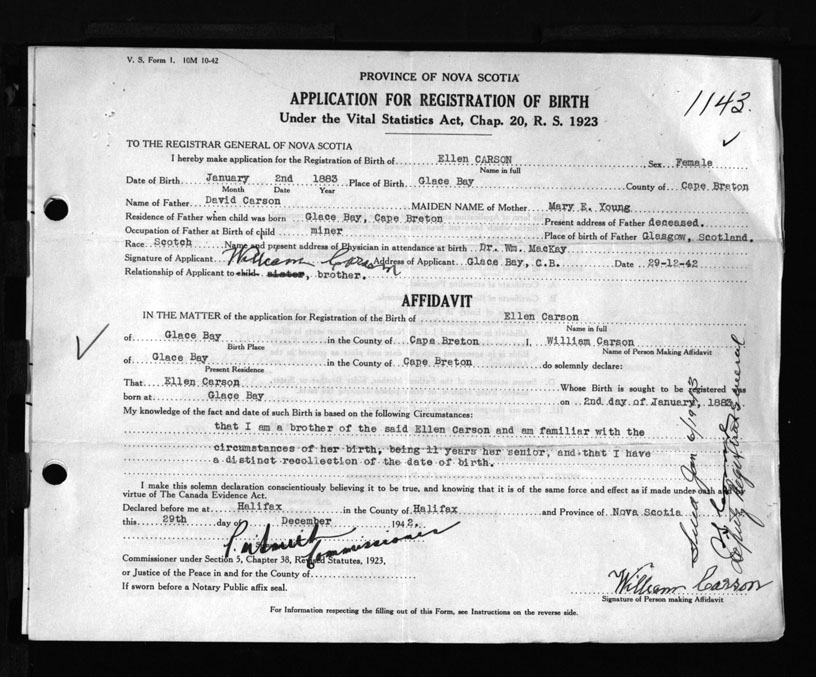 V. S. Form 1. 10M 10-42
PROVINCE OF NOVA SCOTIA
1143.
APPLICATION FOR REGISTRATION OF BIRTH
Under the Vital Statistics Act, Chap. 20, R. S. 1923
TO THE REGISTRAR GENERAL OF NOVA SCOTIA
I hereby make application for the Registration of Birth of Ellen CARSON Sex Female
Name in full
Date of Birth January 2nd 1883 Place of Birth Glace Bay County of Cape Breton
Month Date Year
Name of Father David Carson MAIDEN NAME of Mother Mary E. Young
Residence of Father when child was born Glace Bay, Cape Breton Present address of Father deceased.
Occupation of Father at Birth of child miner Place of birth of Father Glasgow, Scotland.
Race Scotch Name and present address of Physician in attendance at birth Dr. Wm. MacKay
Signature of Applicant William Carson Address of Applicant Glace Bay, C.B. Date 29-12-42
Relationship of Applicant to child sister, brother.
AFFIDAVIT
IN THE MATTER of the application for Registration of the Birth of Ellen Carson
Name in full
of Glace Bay in the County of Cape Breton I, William Carson
Birth Place Name of Person Making Affidavit
of Glace Bay in the County of Cape Breton do solemnly declare:
Present Residence
That Ellen Carson Whose Birth is sought to be registered was
born at Glace Bay on 2nd day of January, 1883
My knowledge of the fact and date of such Birth is based on the following Circumstances:
that I am a brother of the said Ellen Carson and am familiar with the
circumstances of her birth, being 11 years her senior, and that I have
a distinct recollection of the date of birth.
I make this solemn declaration conscientiously believing it to be true, and knowing that it is of the same force and effect as if made under oath and
virtue of The Canada Evidence Act.
Declared before me at Halifax in the County of Halifax and Province of Nova Scotia
this 29th day of December 1942.
Commissioner
Commissioner under Section 5, Chapter 38, Revised Statutes, 1923,
or Justice of the Peace in and for the County of
If sworn before a Notary Public affix seal.
William Carson
Signature of Person making Affidavit
For Information respecting the filling out of this Form, see Instructions on the reverse side.
Deputy Registrar General